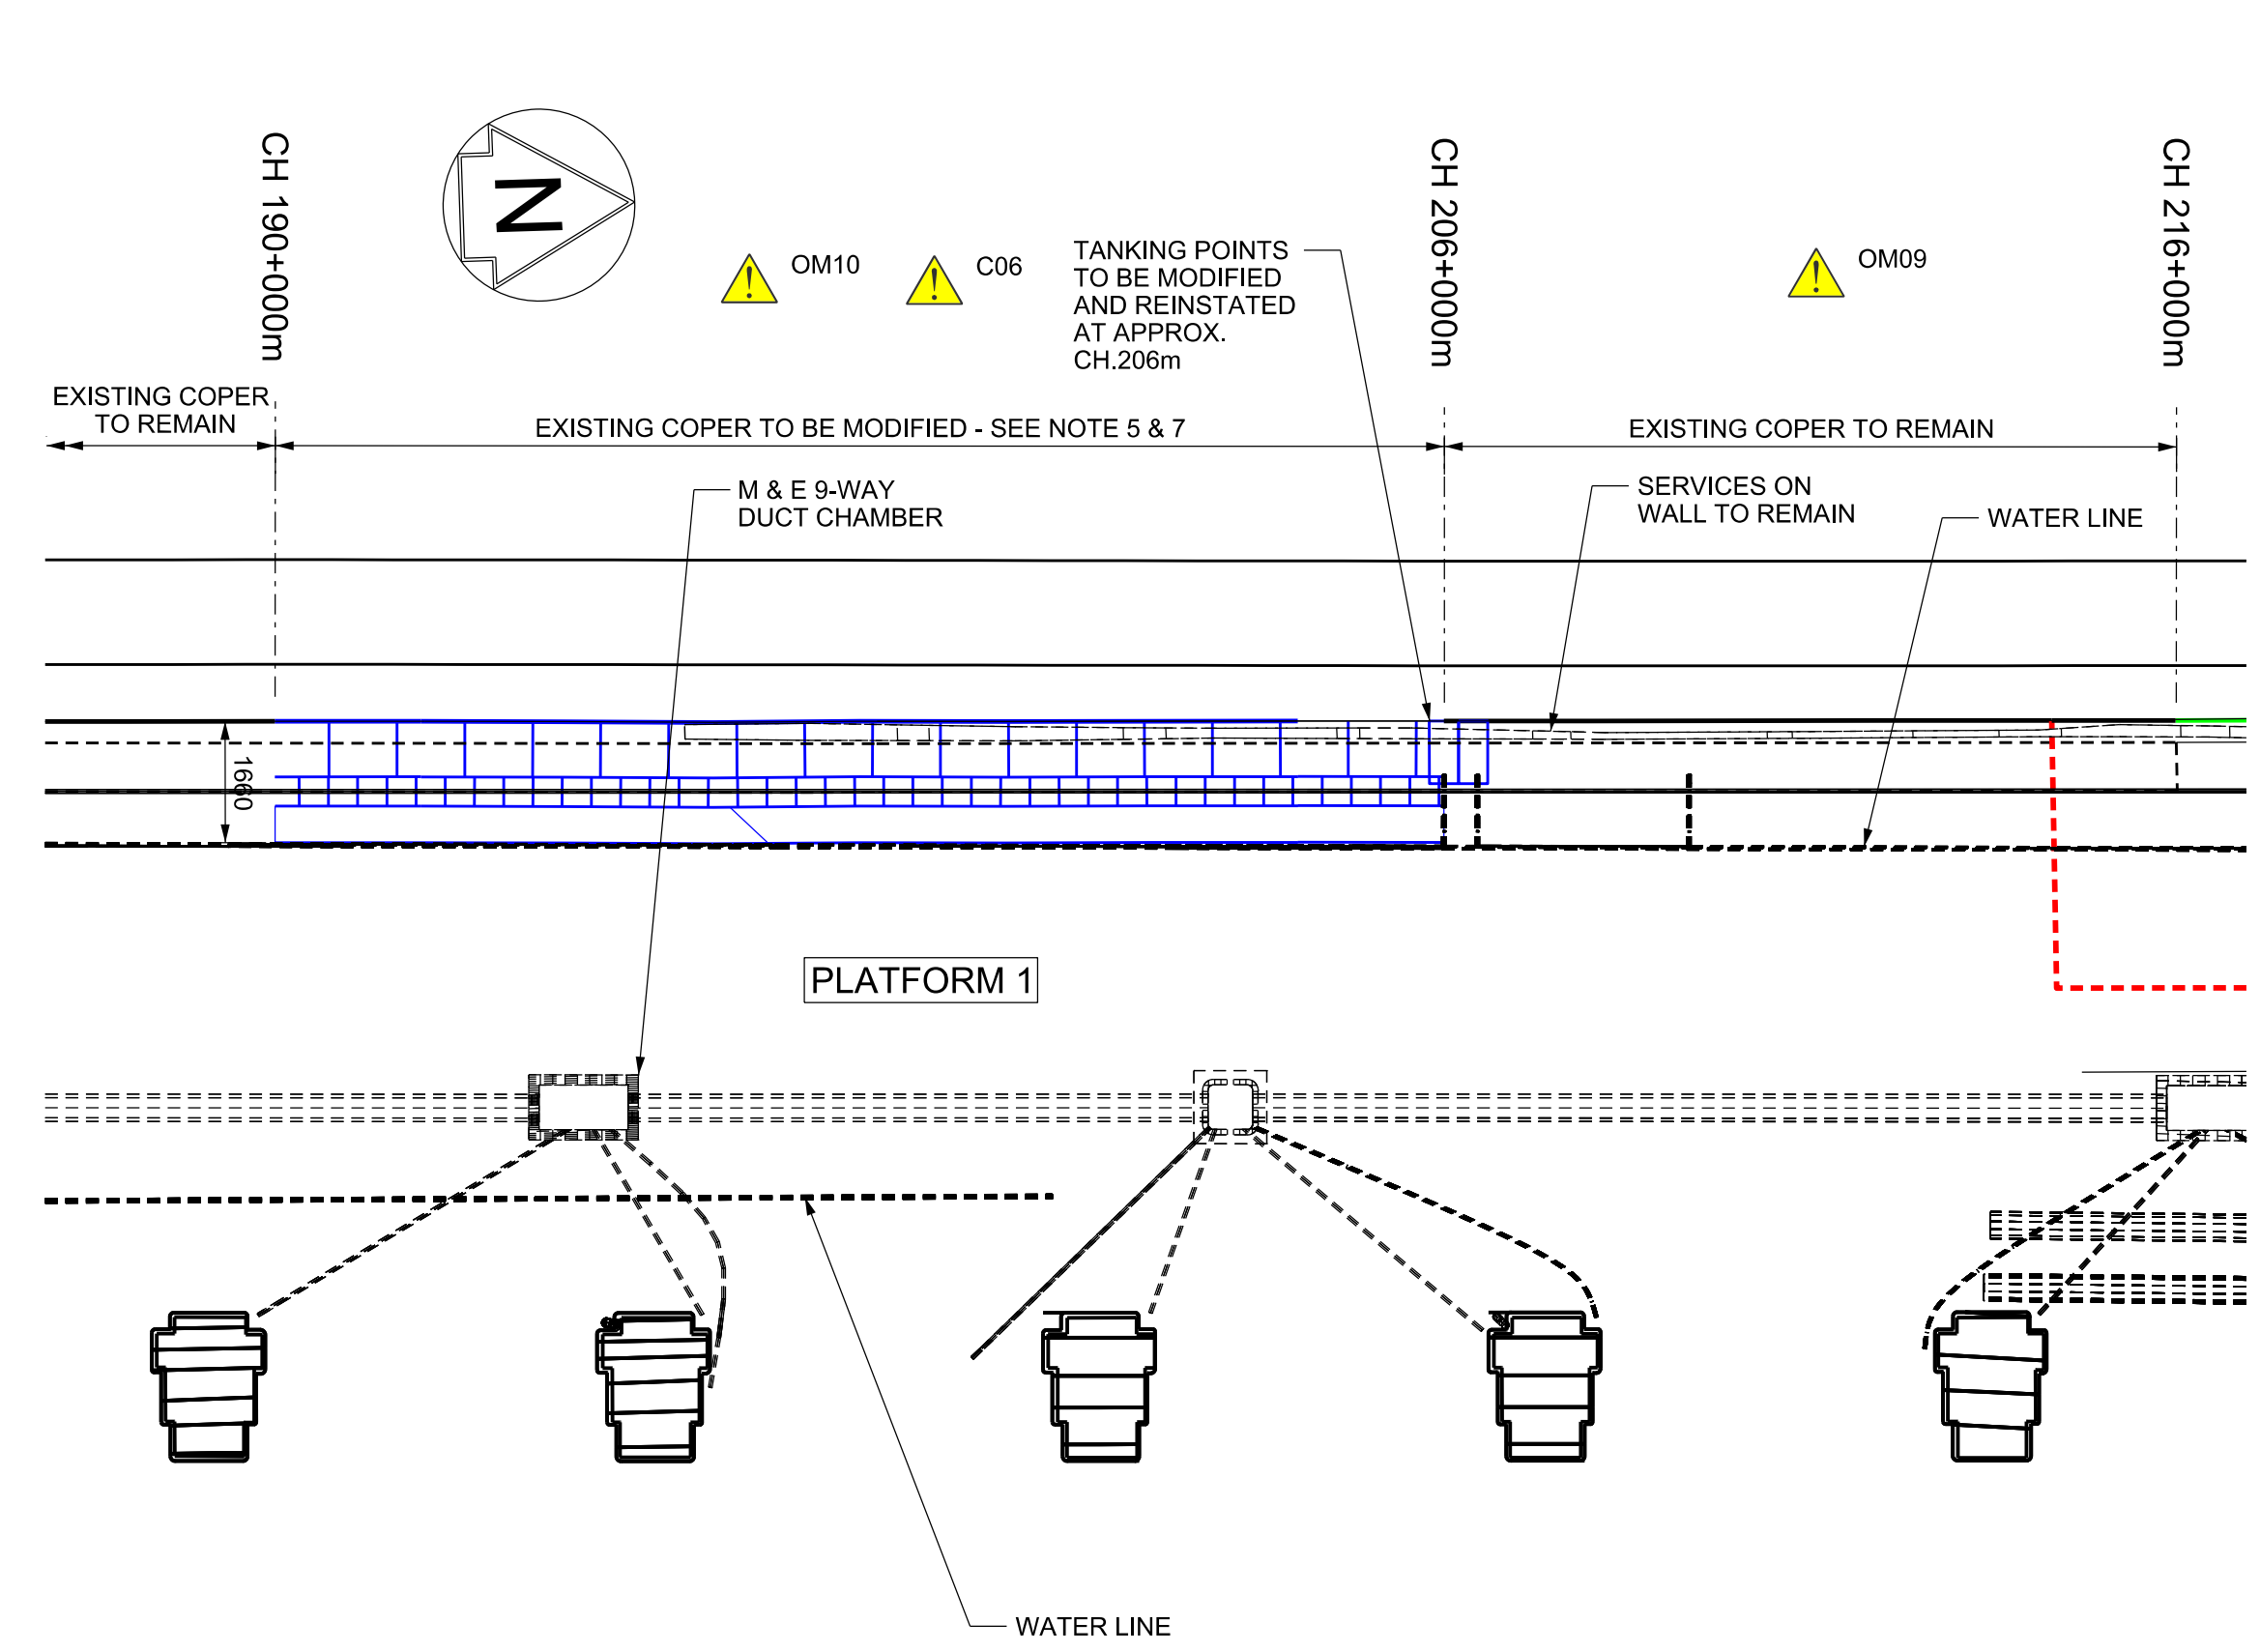 CH 190+000m
N
OM10
C06
TANKING POINTS
TO BE MODIFIED
AND REINSTATED
AT APPROX.
CH.206m
CH 206+000m
OM09
CH 216+000m
EXISTING COPER
TO REMAIN
EXISTING COPER TO BE MODIFIED - SEE NOTE 5 & 7
EXISTING COPER TO REMAIN
M & E 9-WAY
DUCT CHAMBER
SERVICES ON
WALL TO REMAIN
WATER LINE
1660
PLATFORM 1
WATER LINE